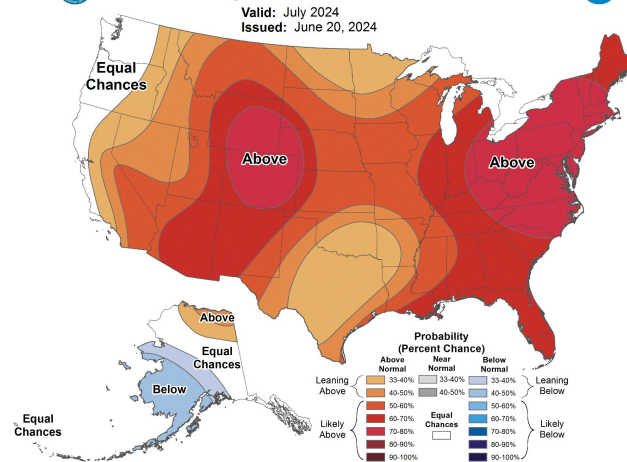 Valid: July 2024
Issued: June 20, 2024
Equal
Chances
Above
Above
Above
Equal
Chances
Below
Equal
Chances
Probability
(Percent Chance)
Above
Normal
Near
Normal
Below
Normal
Leaning
Above
33-40%
33-40%
33-40%
Leaning
Below
40-50%
40-50%
40-50%
Likely
Above
50-60%
60-70%
70-80%
80-90%
90-100%
Equal
Chances
50-60%
60-70%
70-80%
80-90%
90-100%
Likely
Below